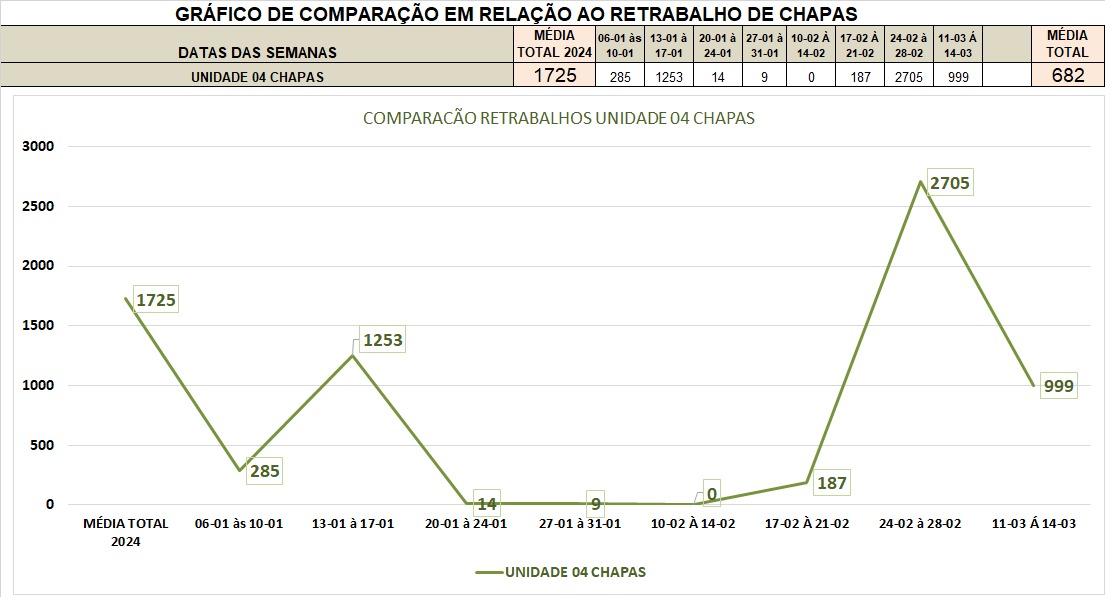 GRÁFICO DE COMPARAÇÃO EM RELAÇÃO AO RETRABALHO DE CHAPAS
DATAS DAS SEMANAS
MÉDIA
TOTAL 2024
06-01 às
10-01
13-01 à
17-01
20-01 à
24-01
27-01 à
31-01
10-02 À
14-02
17-02 À
21-02
24-02 à
28-02
11-03 Á
14-03
MÉDIA
TOTAL
UNIDADE 04 CHAPAS 1725 285 1253 14 9 0 187 2705 999 682
COMPARACÃO RETRABALHOS UNIDADE 04 CHAPAS
3000
2500
2000
1500
1000
500
0
1725
285
1253
14
9
0
187
2705
999
MÉDIA TOTAL
2024
06-01 às 10-01
13-01 à 17-01
20-01 à 24-01
27-01 à 31-01
10-02 À 14-02
17-02 À 21-02
24-02 à 28-02
11-03 Á 14-03
UNIDADE 04 CHAPAS